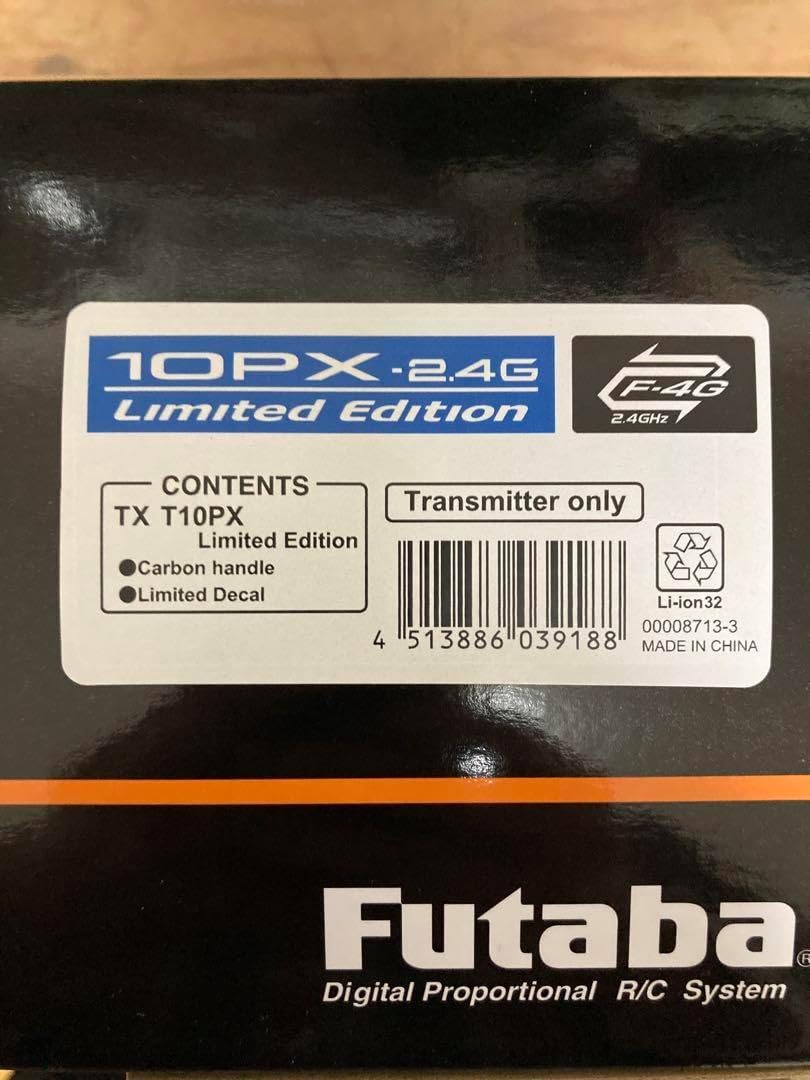 10PX-2.4G
Limited Edition
F-4G
2.4GHz
CONTENTS
TX T10PX
Limited Edition
●Carbon handle
●Limited Decal
Transmitter only
4 513886 039188
Li-ion32
00008713-3
MADE IN CHINA
Futaba®
Digital Proportional R/C System